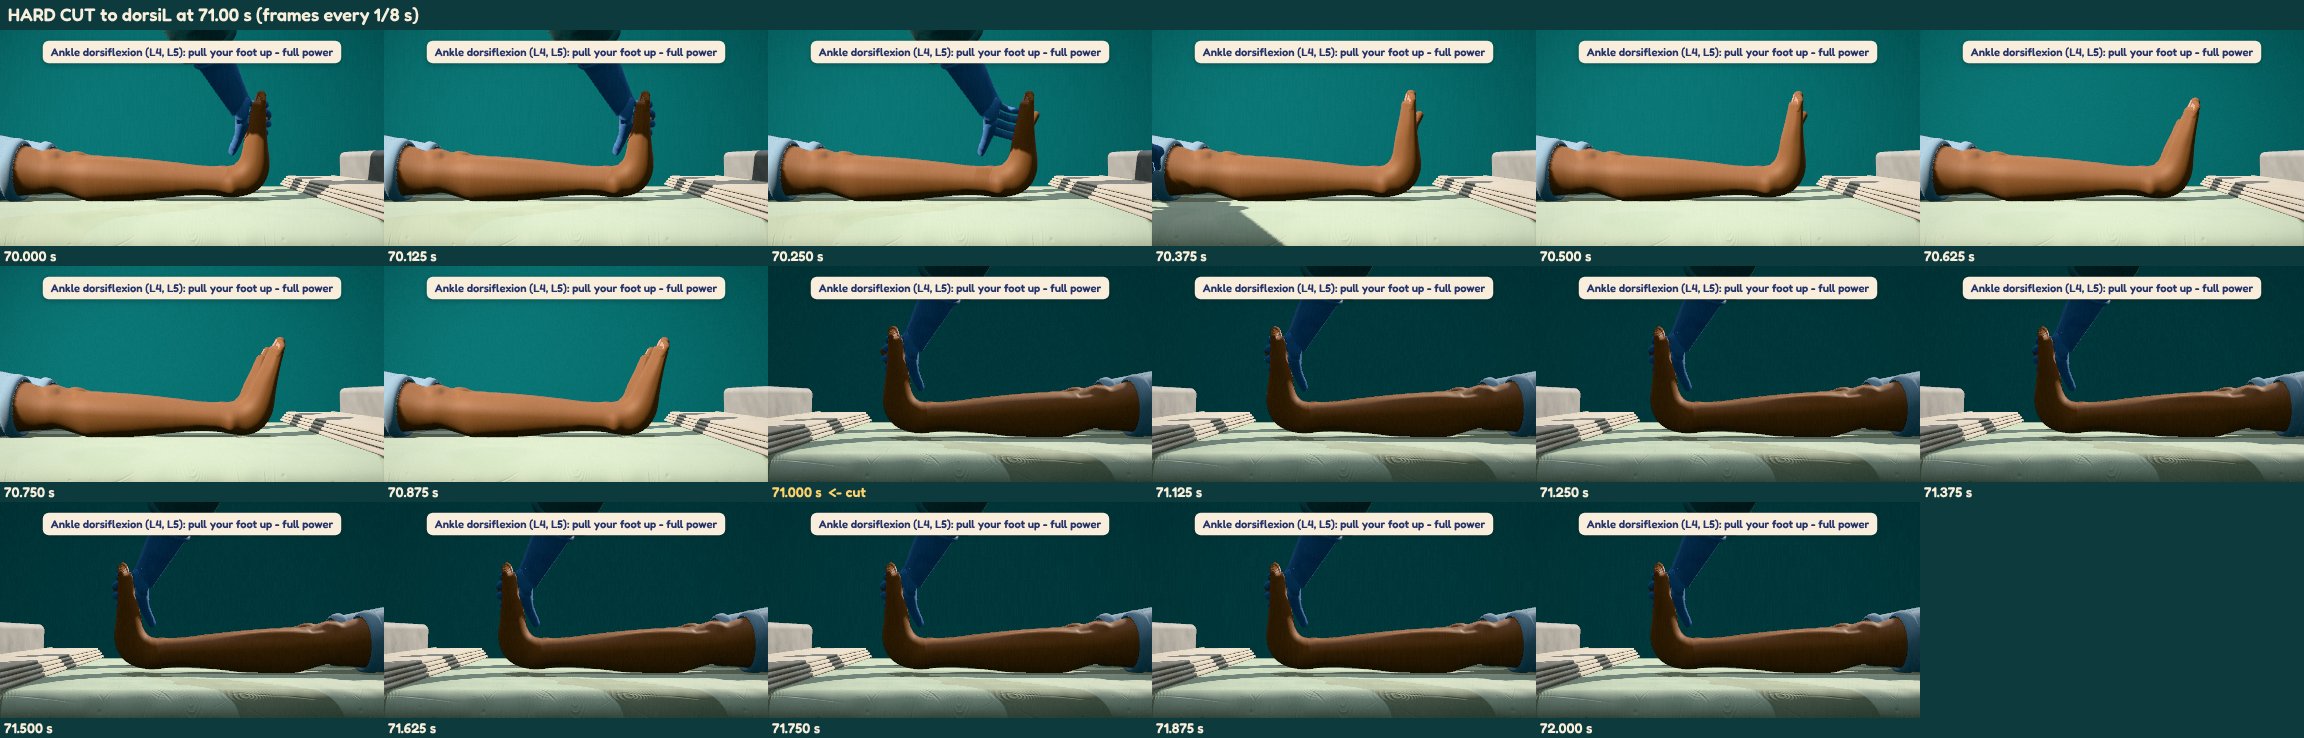 HARD CUT to dorsiL at 71.00 s (frames every 1/8 s)
Ankle dorsiflexion (L4, L5): pull your foot up - full power
Ankle dorsiflexion (L4, L5): pull your foot up - full power
Ankle dorsiflexion (L4, L5): pull your foot up - full power
Ankle dorsiflexion (L4, L5): pull your foot up - full power
Ankle dorsiflexion (L4, L5): pull your foot up - full power
Ankle dorsiflexion (L4, L5): pull your foot up - full power
70.000 s
70.125 s
70.250 s
70.375 s
70.500 s
70.625 s
Ankle dorsiflexion (L4, L5): pull your foot up - full power
Ankle dorsiflexion (L4, L5): pull your foot up - full power
Ankle dorsiflexion (L4, L5): pull your foot up - full power
Ankle dorsiflexion (L4, L5): pull your foot up - full power
Ankle dorsiflexion (L4, L5): pull your foot up - full power
Ankle dorsiflexion (L4, L5): pull your foot up - full power
70.750 s
70.875 s
71.000 s <- cut
71.125 s
71.250 s
71.375 s
Ankle dorsiflexion (L4, L5): pull your foot up - full power
Ankle dorsiflexion (L4, L5): pull your foot up - full power
Ankle dorsiflexion (L4, L5): pull your foot up - full power
Ankle dorsiflexion (L4, L5): pull your foot up - full power
Ankle dorsiflexion (L4, L5): pull your foot up - full power
71.500 s
71.625 s
71.750 s
71.875 s
72.000 s